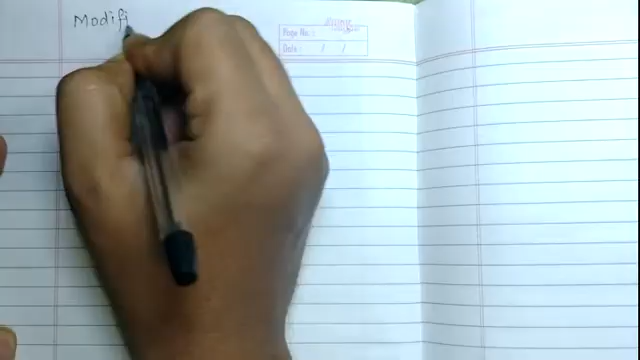 Modifi
Page No. :
Date : / /